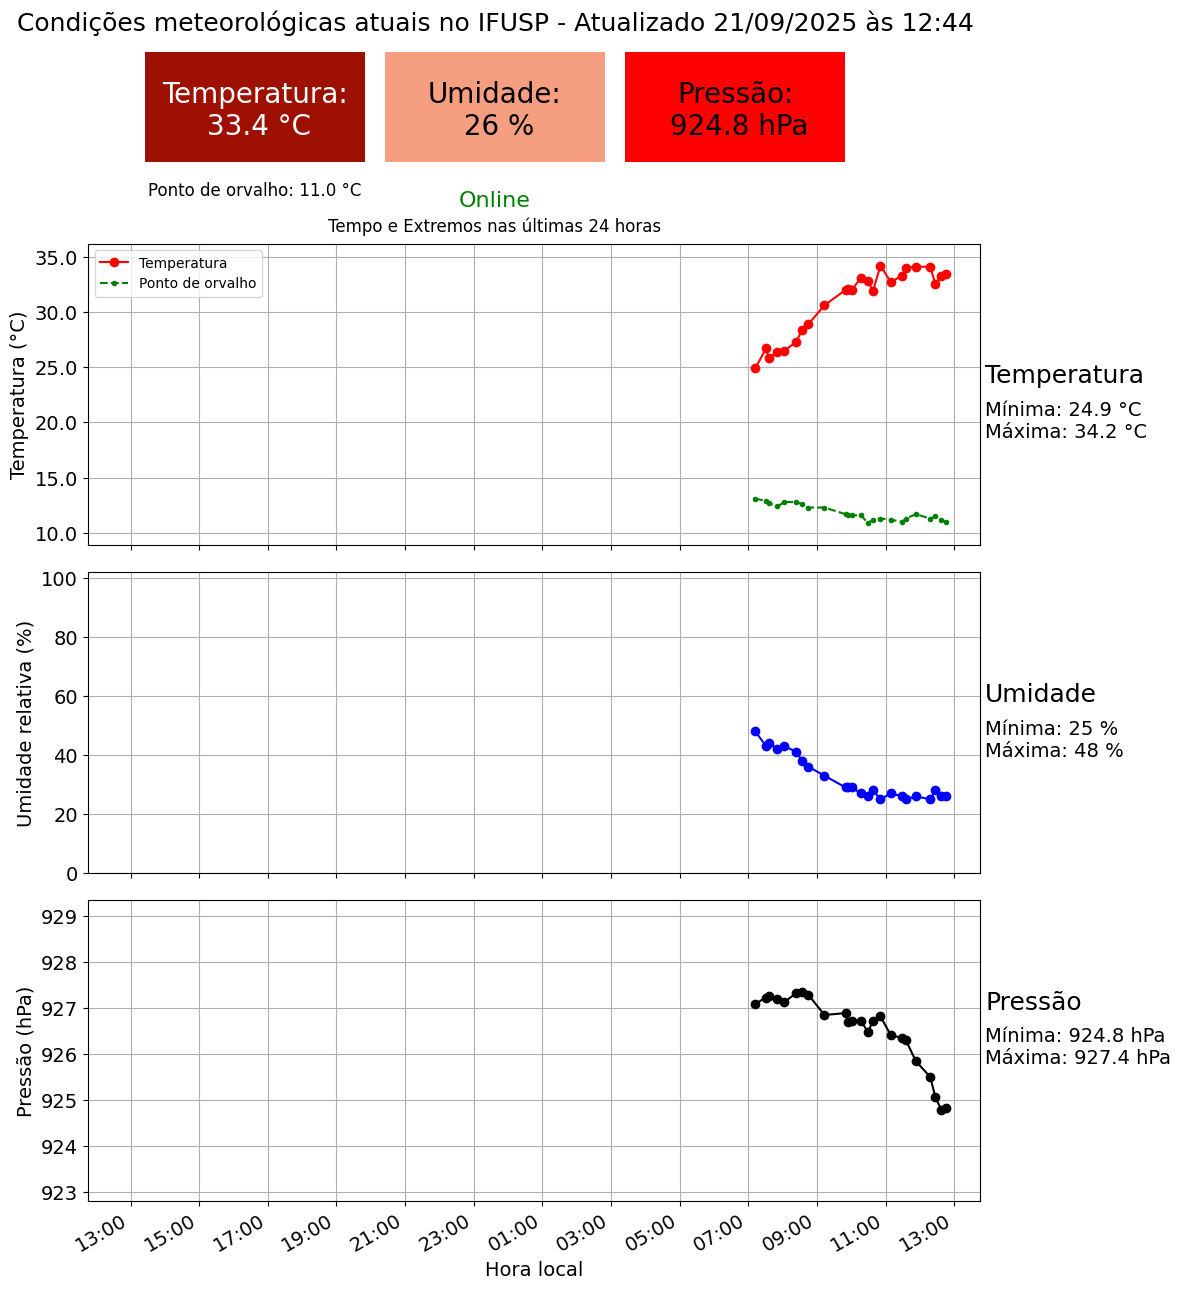 Condições meteorológicas atuais no IFUSP - Atualizado 21/09/2025 às 12:44
Temperatura:
33.4 °C
Umidade:
26 %
Pressão:
924.8 hPa
Ponto de orvalho: 11.0 °C
Online
Tempo e Extremos nas últimas 24 horas
Temperatura
Ponto de orvalho
Temperatura (°C)
35.0
30.0
25.0
20.0
15.0
10.0
Temperatura
Mínima: 24.9 °C
Máxima: 34.2 °C
Umidade relativa (%)
100
80
60
40
20
0
Umidade
Mínima: 25 %
Máxima: 48 %
Pressão (hPa)
929
928
927
926
925
924
923
Pressão
Mínima: 924.8 hPa
Máxima: 927.4 hPa
13:00 15:00 17:00 19:00 21:00 23:00 01:00 03:00 05:00 07:00 09:00 11:00 13:00
Hora local